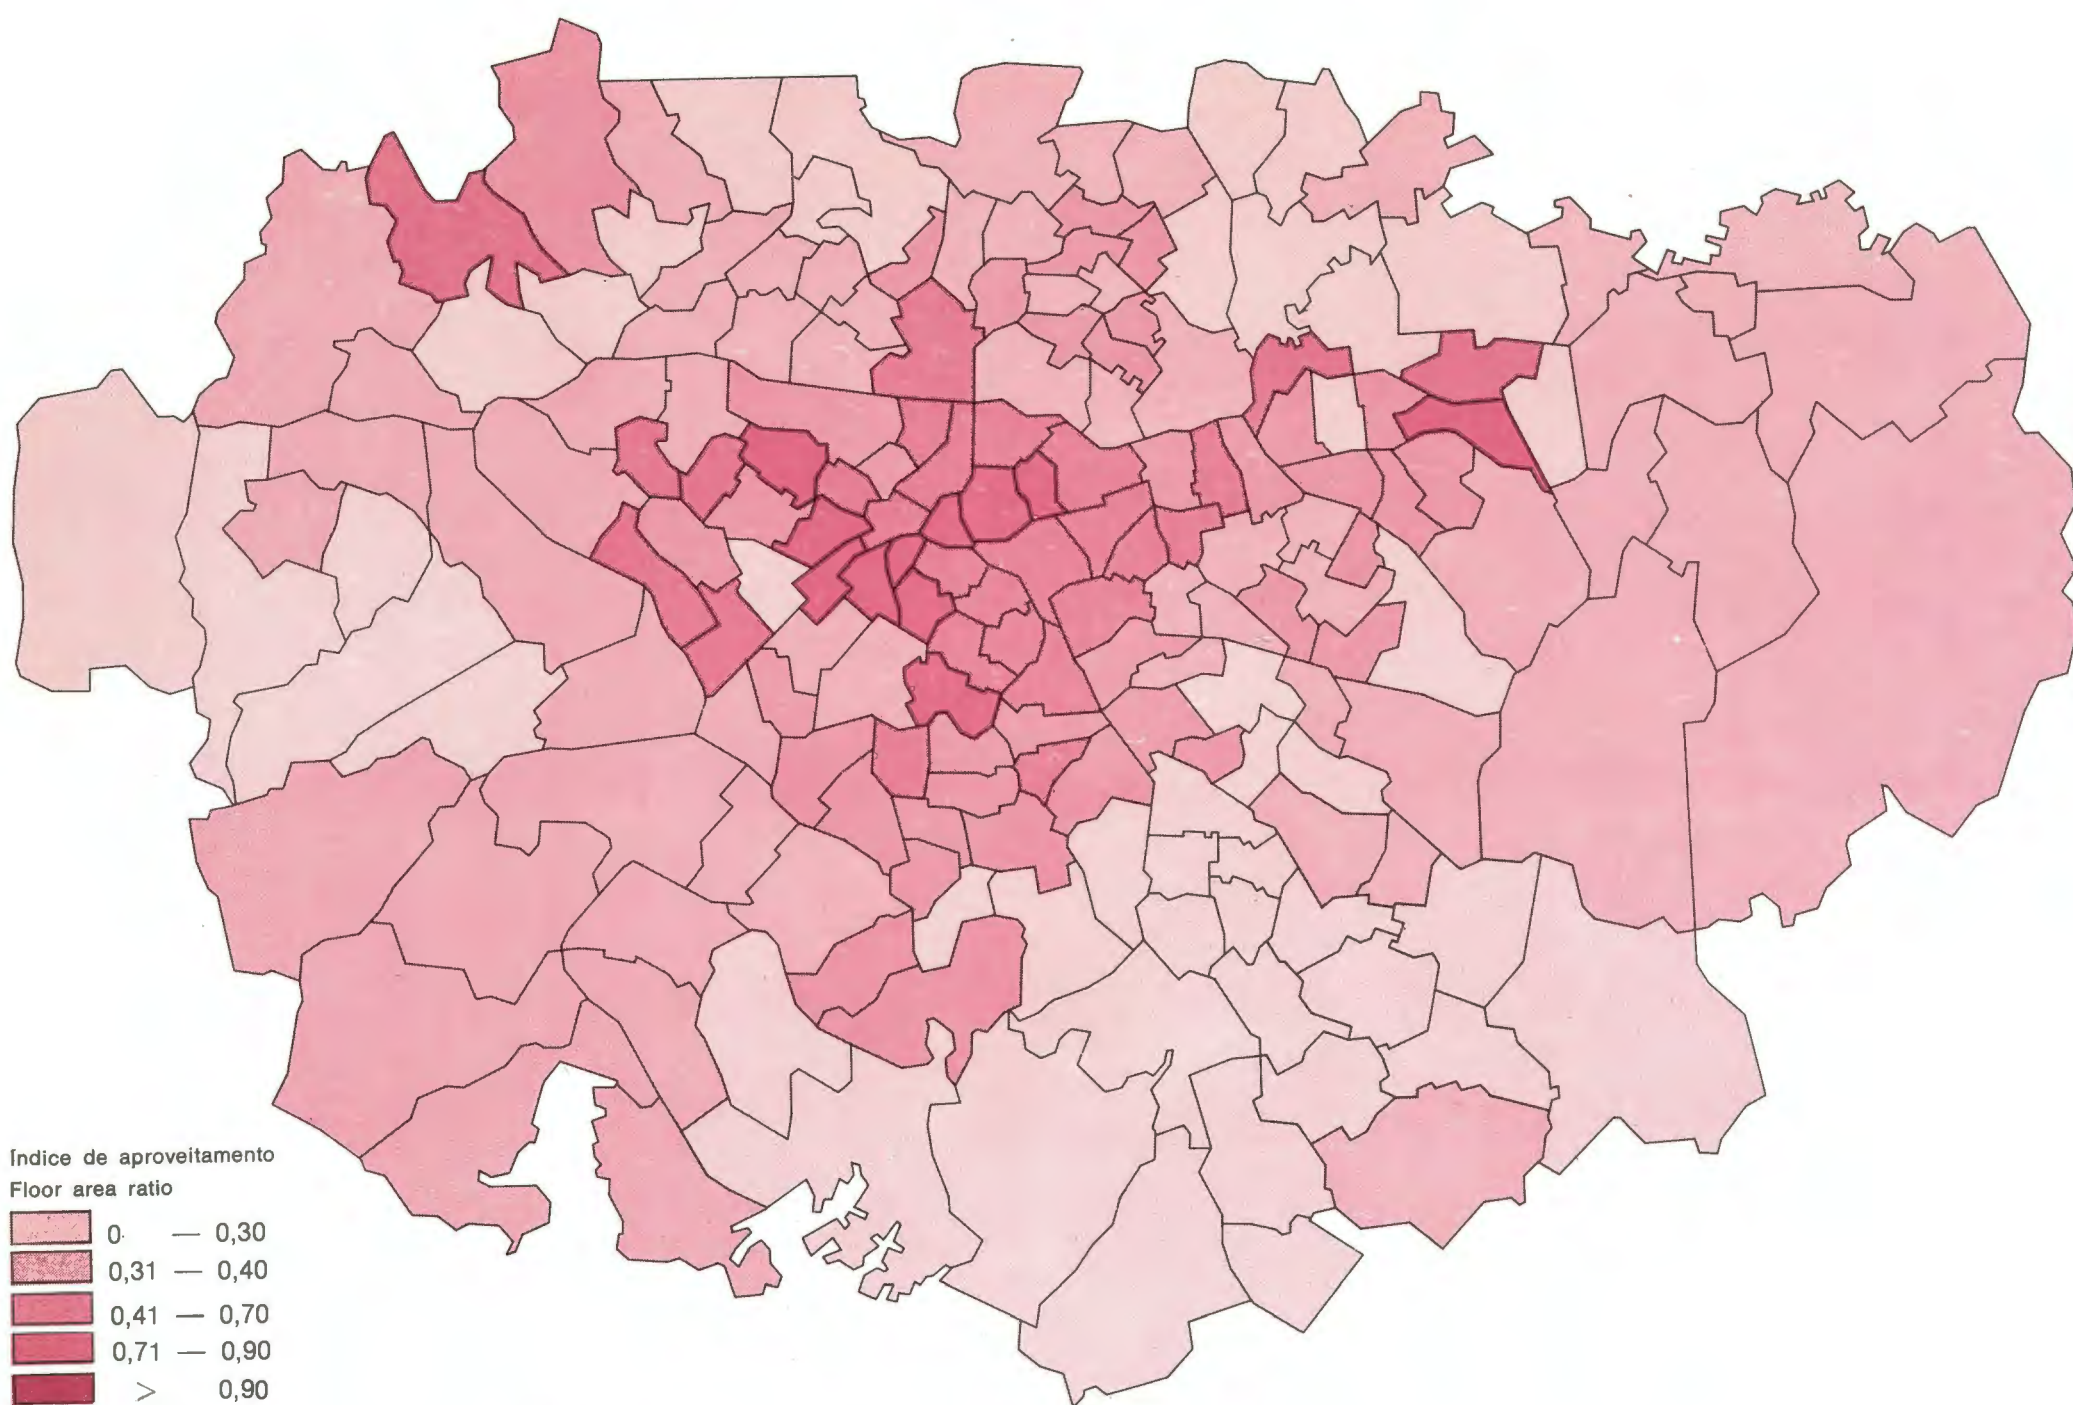 Índice de aproveitamento
Floor area ratio
0 — 0,30
0,31 — 0,40
0,41 — 0,70
0,71 — 0,90
> 0,90